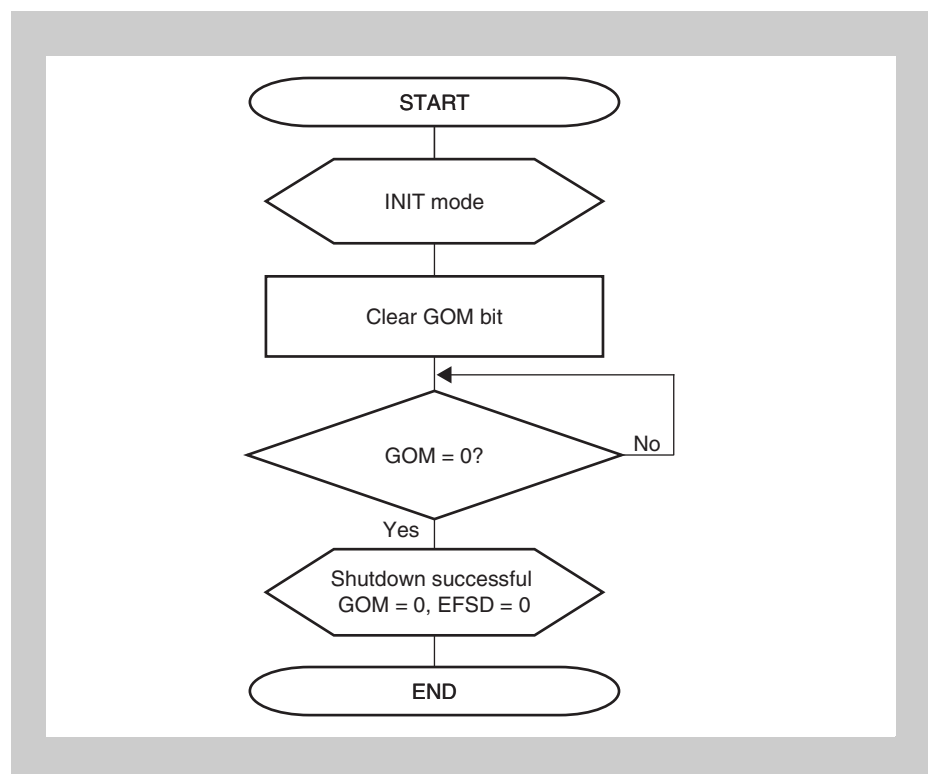 START
INIT mode
Clear GOM bit
GOM = 0?
No
Yes
Shutdown successful
GOM = 0, EFSD = 0
END